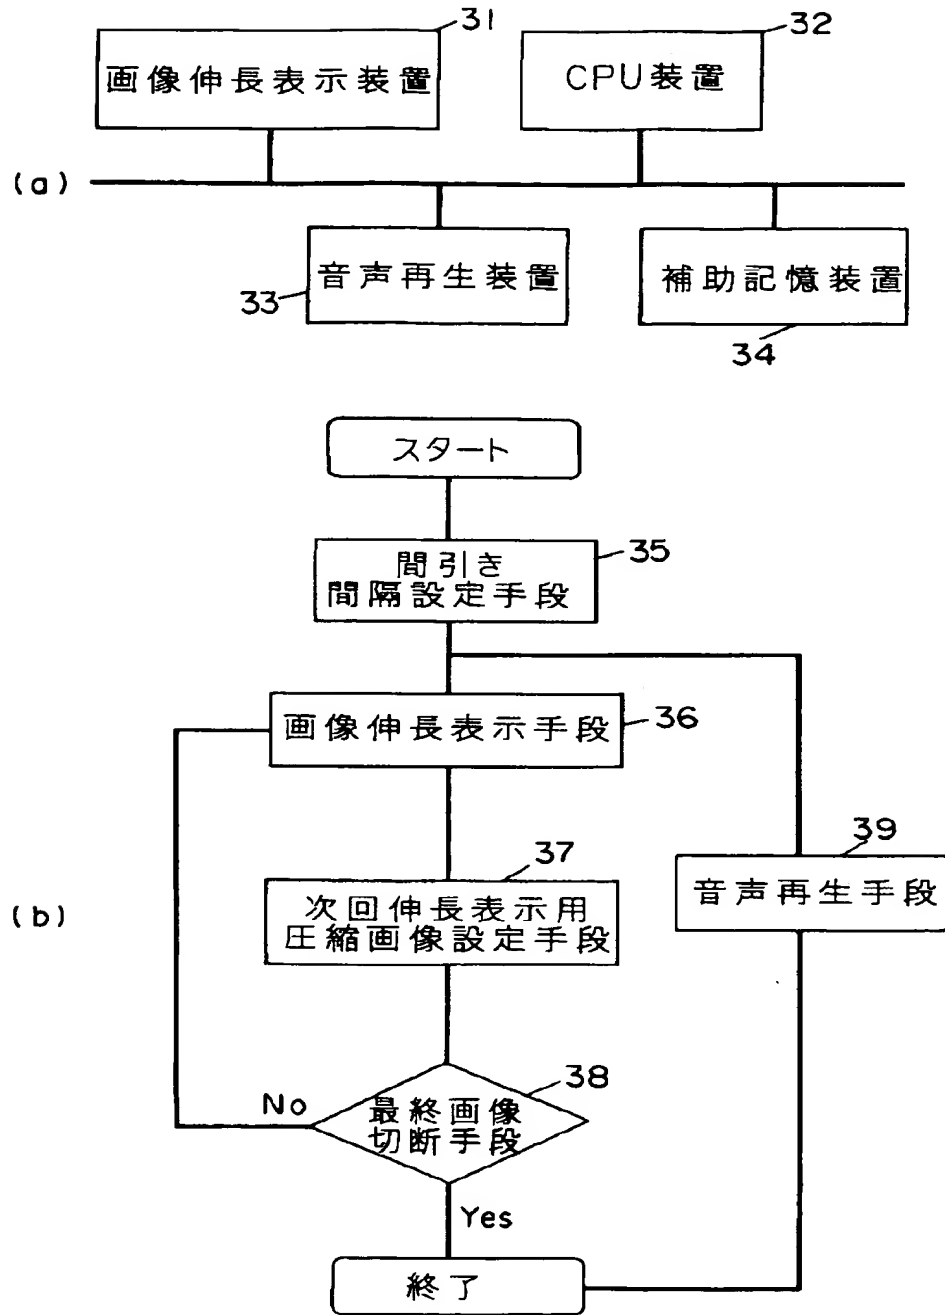 31
画像伸長表示装置
32
CPU装置
(a)
33
音声再生装置
補助記憶装置
34
スタート
35
間引き
間隔設定手段
36
画像伸長表示手段
37
次回伸長表示用
圧縮画像設定手段
39
音声再生手段
(b)
38
No
最終画像
切断手段
Yes
終了